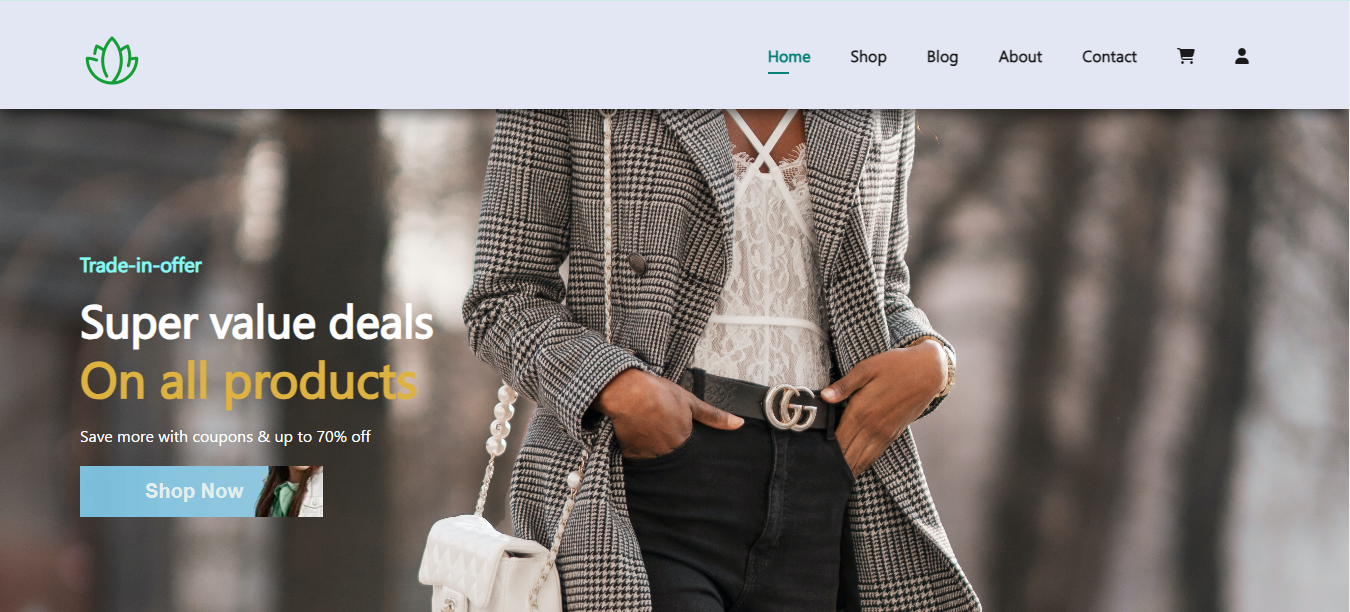 Home Shop Blog About Contact
Trade-in-offer
Super value deals
On all products
Save more with coupons & up to 70% off
Shop Now